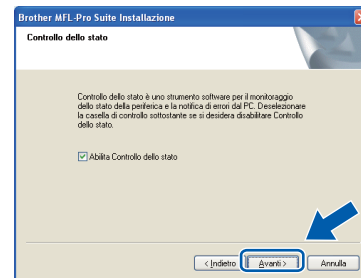 Brother MFL-Pro Suite Installazione
Controllo dello stato
Controllo dello stato è uno strumento software per il monitoraggio
dello stato della periferica e la notifica di errori dal PC. Deselezionare
la casella di controllo sottostante se si desidera disabilitare Controllo
dello stato.
Abilita Controllo dello stato
< Indietro Avanti > Annulla